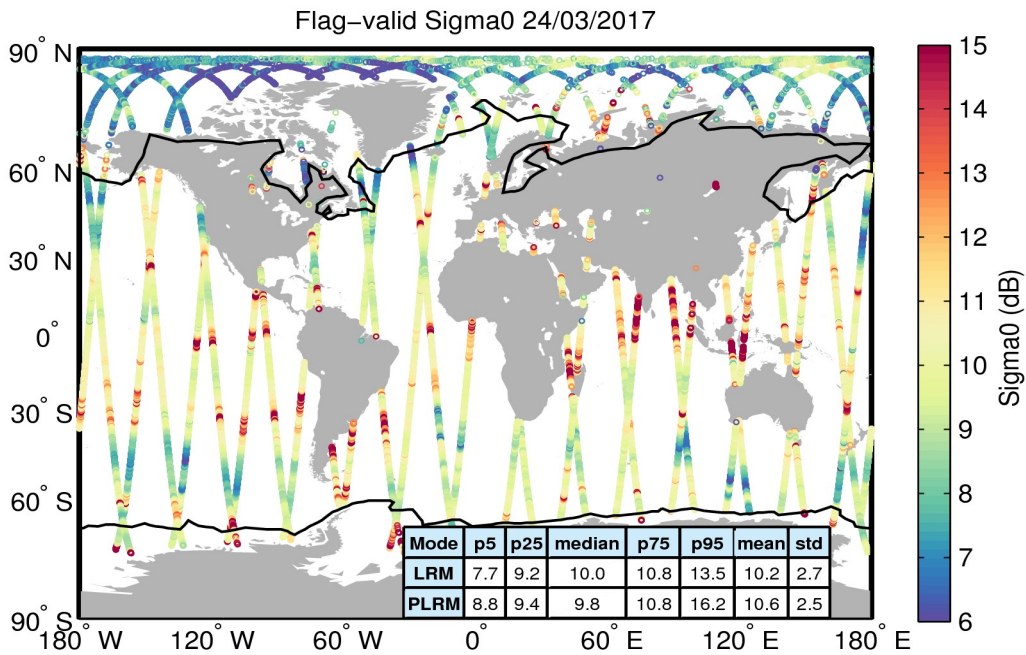 Flag−valid Sigma0 24/03/2017
90° N
60° N
30° N
0°
30° S
60° S
90° S
180° W
120° W
60° W
0°
60° E
120° E
180° E
15
14
13
12
11
10
9
8
7
6
Sigma0 (dB)
Mode p5 p25 median p75 p95 mean std
LRM 7.7 9.2 10.0 10.8 13.5 10.2 2.7
PLRM 8.8 9.4 9.8 10.8 16.2 10.6 2.5